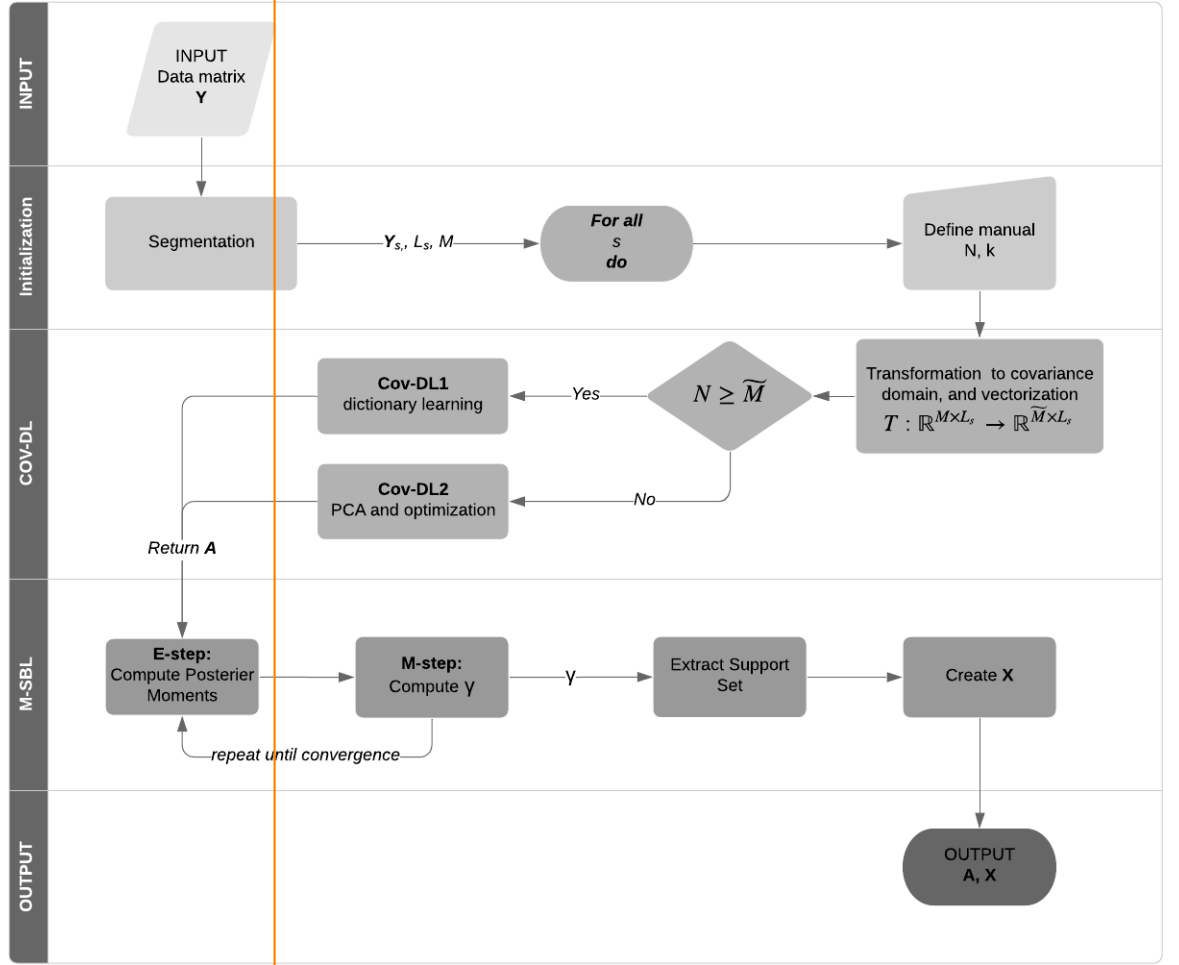 INPUT
INPUT
Data matrix
Y
Initialization
Segmentation
Yₛ,, Lₛ, M
For all
s
do
Define manual
N, k
COV-DL
Transformation to covariance
domain, and vectorization
T : ℝ^{M×Lₛ} → ℝ^{M̃×Lₛ}
N ≥ M̃
Yes
Cov-DL1
dictionary learning
No
Cov-DL2
PCA and optimization
Return A
M-SBL
E-step:
Compute Posterier
Moments
M-step:
Compute γ
γ
Extract Support
Set
Create X
repeat until convergence
OUTPUT
OUTPUT
A, X